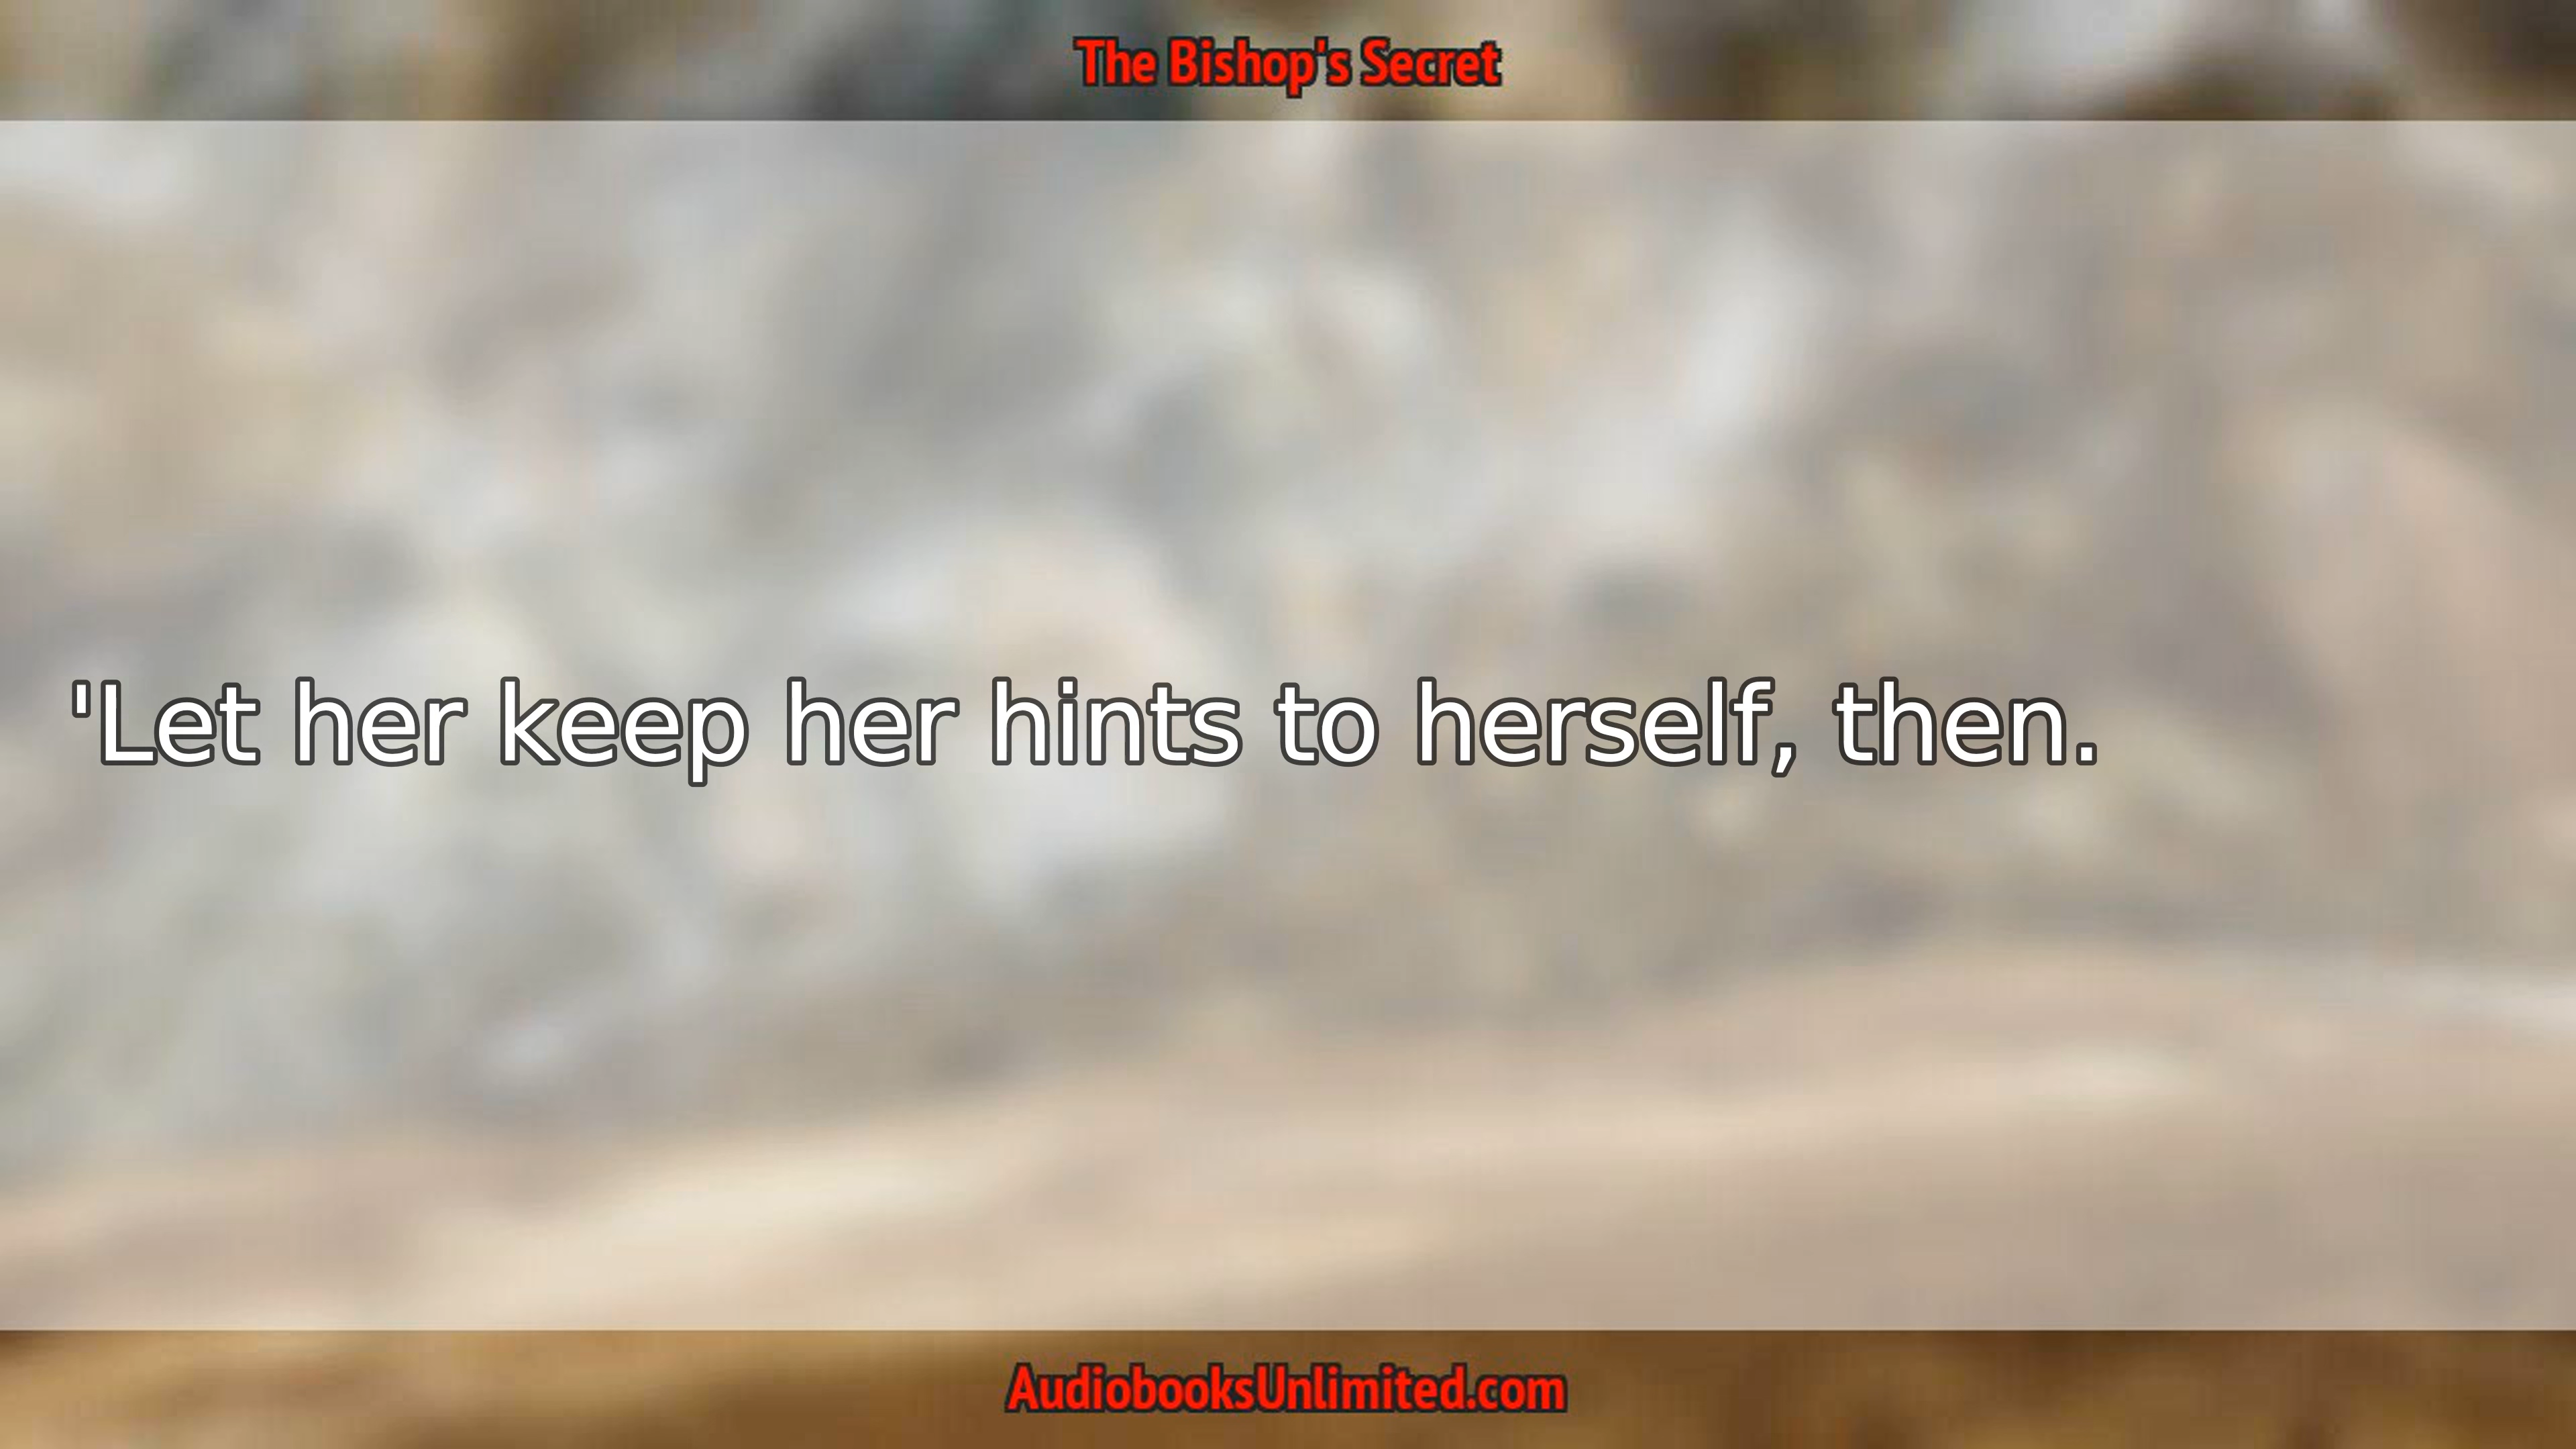 The Bishop's Secret
'Let her keep her hints to herself, then.
AudiobooksUnlimited.com